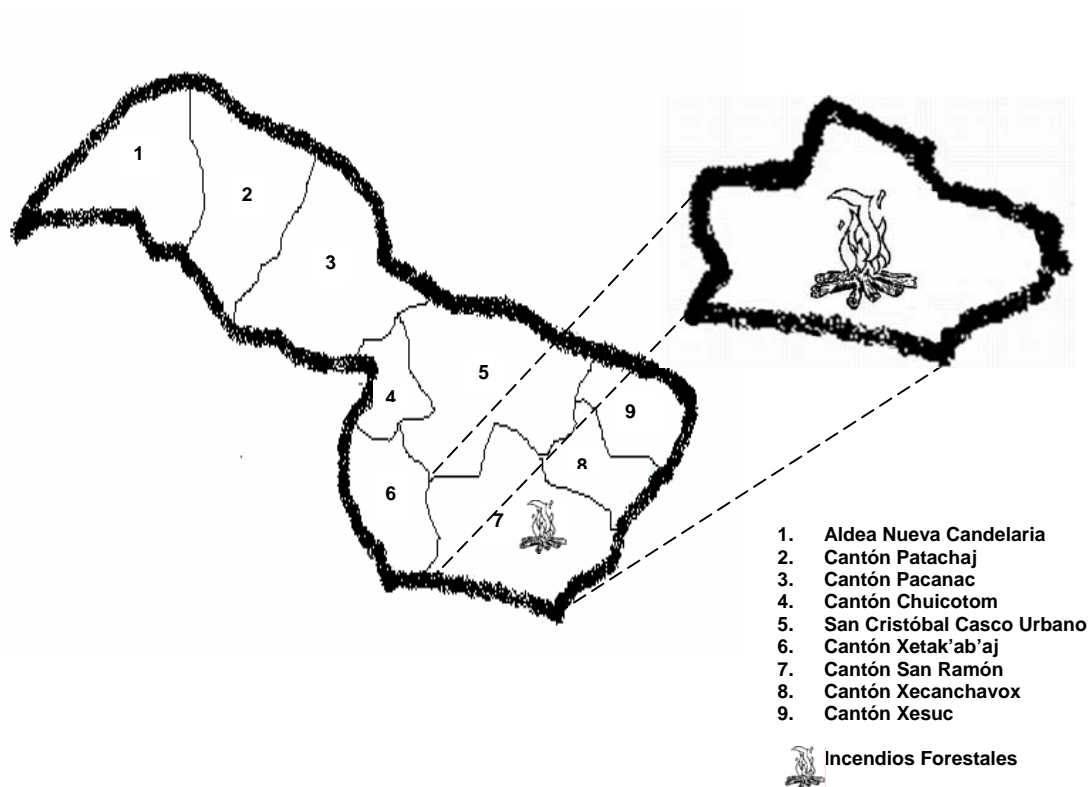 1
2
3
4
5
6
7
8
9
1. Aldea Nueva Candelaria
2. Cantón Patachaj
3. Cantón Pacanac
4. Cantón Chuicotom
5. San Cristóbal Casco Urbano
6. Cantón Xetak’ab’aj
7. Cantón San Ramón
8. Cantón Xecanchavox
9. Cantón Xesuc
Incendios Forestales